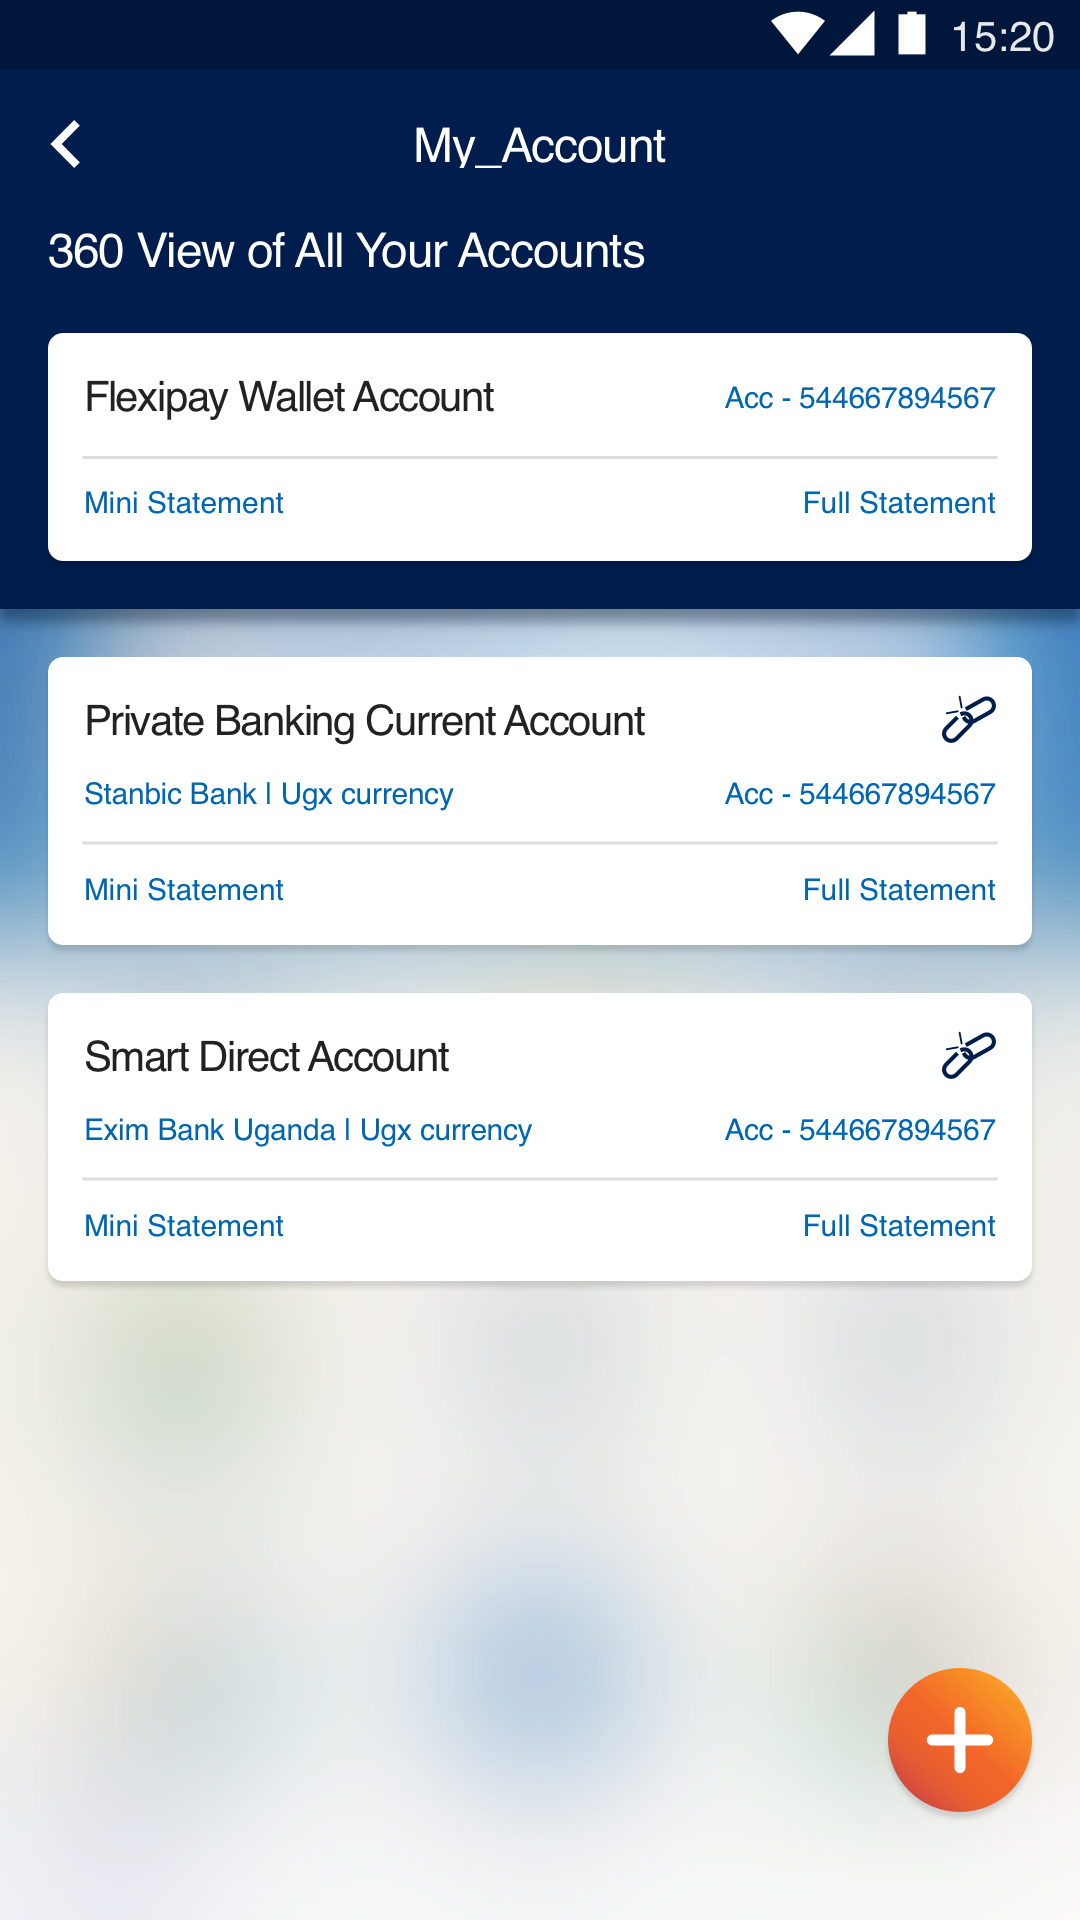 15:20
My_Account
360 View of All Your Accounts
Flexipay Wallet Account
Acc - 544667894567
Mini Statement
Full Statement
Private Banking Current Account
Stanbic Bank | Ugx currency
Acc - 544667894567
Mini Statement
Full Statement
Smart Direct Account
Exim Bank Uganda | Ugx currency
Acc - 544667894567
Mini Statement
Full Statement